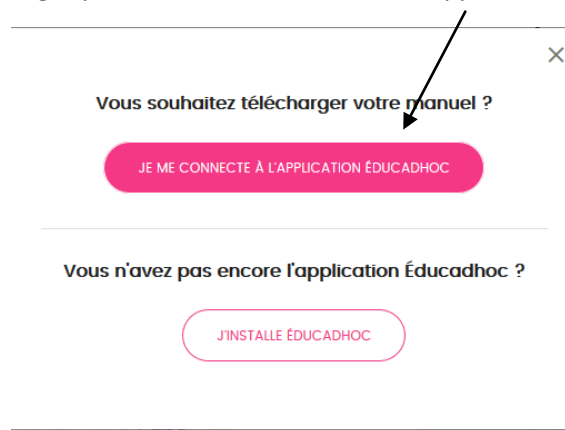 Vous souhaitez télécharger votre manuel ?
JE ME CONNECTE À L'APPLICATION ÉDUCADHOC
Vous n'avez pas encore l'application Éducadhoc ?
J'INSTALLE ÉDUCADHOC